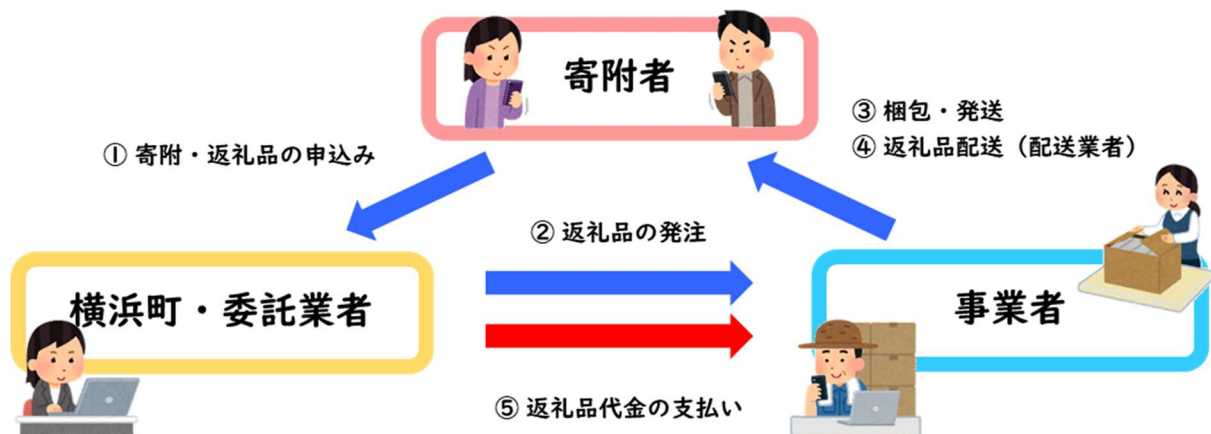 寄附者
③ 梱包・発送
④ 返礼品配送（配送業者）
① 寄附・返礼品の申込み
② 返礼品の発注
横浜町・委託業者
事業者
⑤ 返礼品代金の支払い